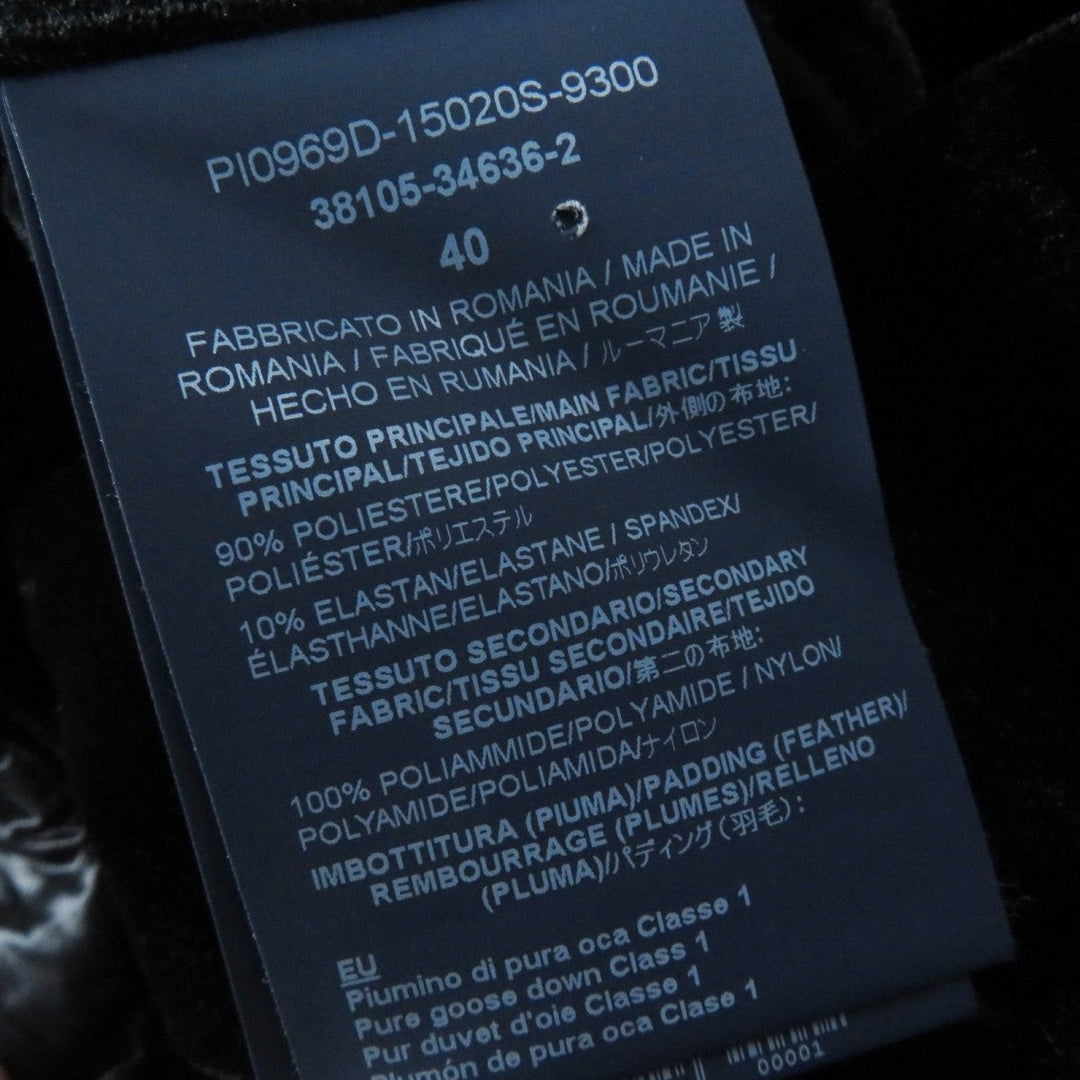 PI0969D-15020S-9300
38105-34636-2
40
FABBRICATO IN ROMANIA / MADE IN
ROMANIA / FABRIQUÉ EN ROUMANIE /
HECHO EN RUMANIA / ルーマニア 製
TESSUTO PRINCIPALE/MAIN FABRIC/TISSU
PRINCIPAL/TEJIDO PRINCIPAL/外側の布地:
90% POLIESTERE/POLYESTER/POLYESTER/
POLIÉSTER/ポリエステル
10% ELASTAN/ELASTANE / SPANDEX/
ÉLASTHANNE/ELASTANO/ポリウレタン
TESSUTO SECONDARIO/SECONDARY
FABRIC/TISSU SECONDAIRE/TEJIDO
SECUNDARIO/第二の布地:
100% POLIAMMIDE/POLYAMIDE / NYLON/
POLYAMIDE/POLIAMIDA/ナイロン
IMBOTTITURA (PIUMA)/PADDING (FEATHER)/
REMBOURRAGE (PLUMES)/RELLENO
(PLUMA)/パディング(羽毛):
EU
Piumino di pura oca Classe 1
Pure goose down Class 1
Pur duvet d'oie Classe 1
Plumón de pura oca Clase 1
00001